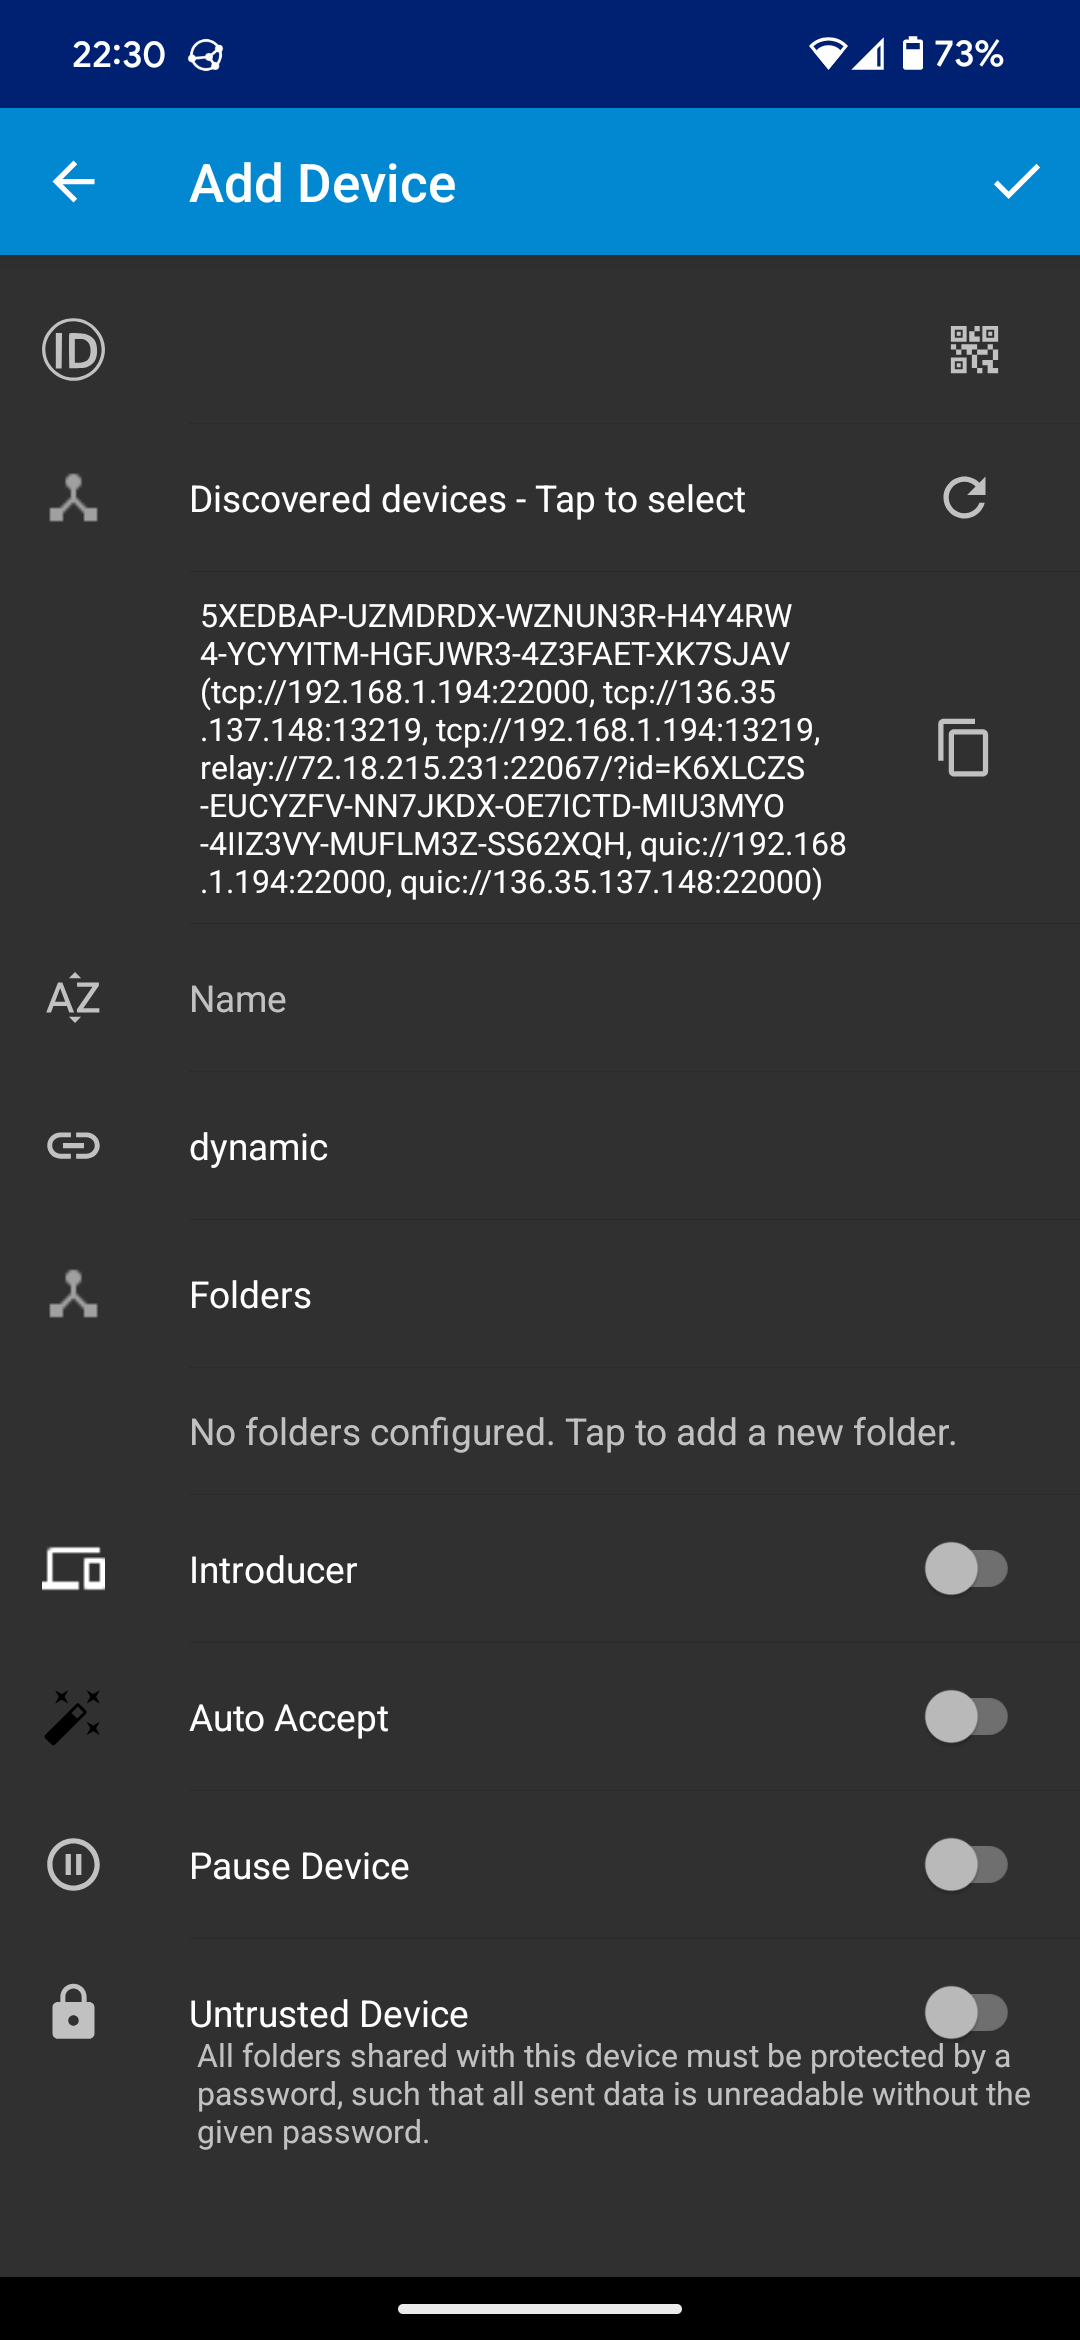 22:30
73%
Add Device
ID
Discovered devices - Tap to select
5XEDBAP-UZMDRDX-WZNUN3R-H4Y4RW
4-YCYYITM-HGFJWR3-4Z3FAET-XK7SJAV
(tcp://192.168.1.194:22000, tcp://136.35
.137.148:13219, tcp://192.168.1.194:13219,
relay://72.18.215.231:22067/?id=K6XLCZS
-EUCYZFV-NN7JKDX-OE7ICTD-MIU3MYO
-4IIZ3VY-MUFLM3Z-SS62XQH, quic://192.168
.1.194:22000, quic://136.35.137.148:22000)
AZ
Name
dynamic
Folders
No folders configured. Tap to add a new folder.
Introducer
Auto Accept
Pause Device
Untrusted Device
All folders shared with this device must be protected by a
password, such that all sent data is unreadable without the
given password.